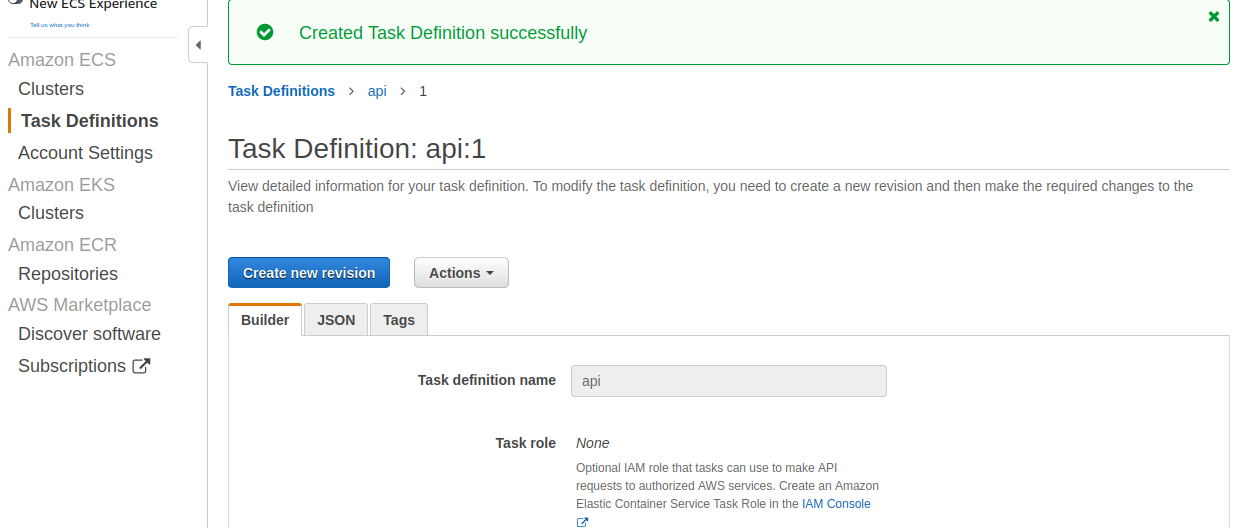 New ECS Experience
Tell us what you think
Amazon ECS
Clusters
Task Definitions
Account Settings
Amazon EKS
Clusters
Amazon ECR
Repositories
AWS Marketplace
Discover software
Subscriptions
Created Task Definition successfully
Task Definitions > api > 1
Task Definition: api:1
View detailed information for your task definition. To modify the task definition, you need to create a new revision and then make the required changes to the
task definition
Create new revision Actions
Builder JSON Tags
Task definition name api
Task role None
Optional IAM role that tasks can use to make API
requests to authorized AWS services. Create an Amazon
Elastic Container Service Task Role in the IAM Console